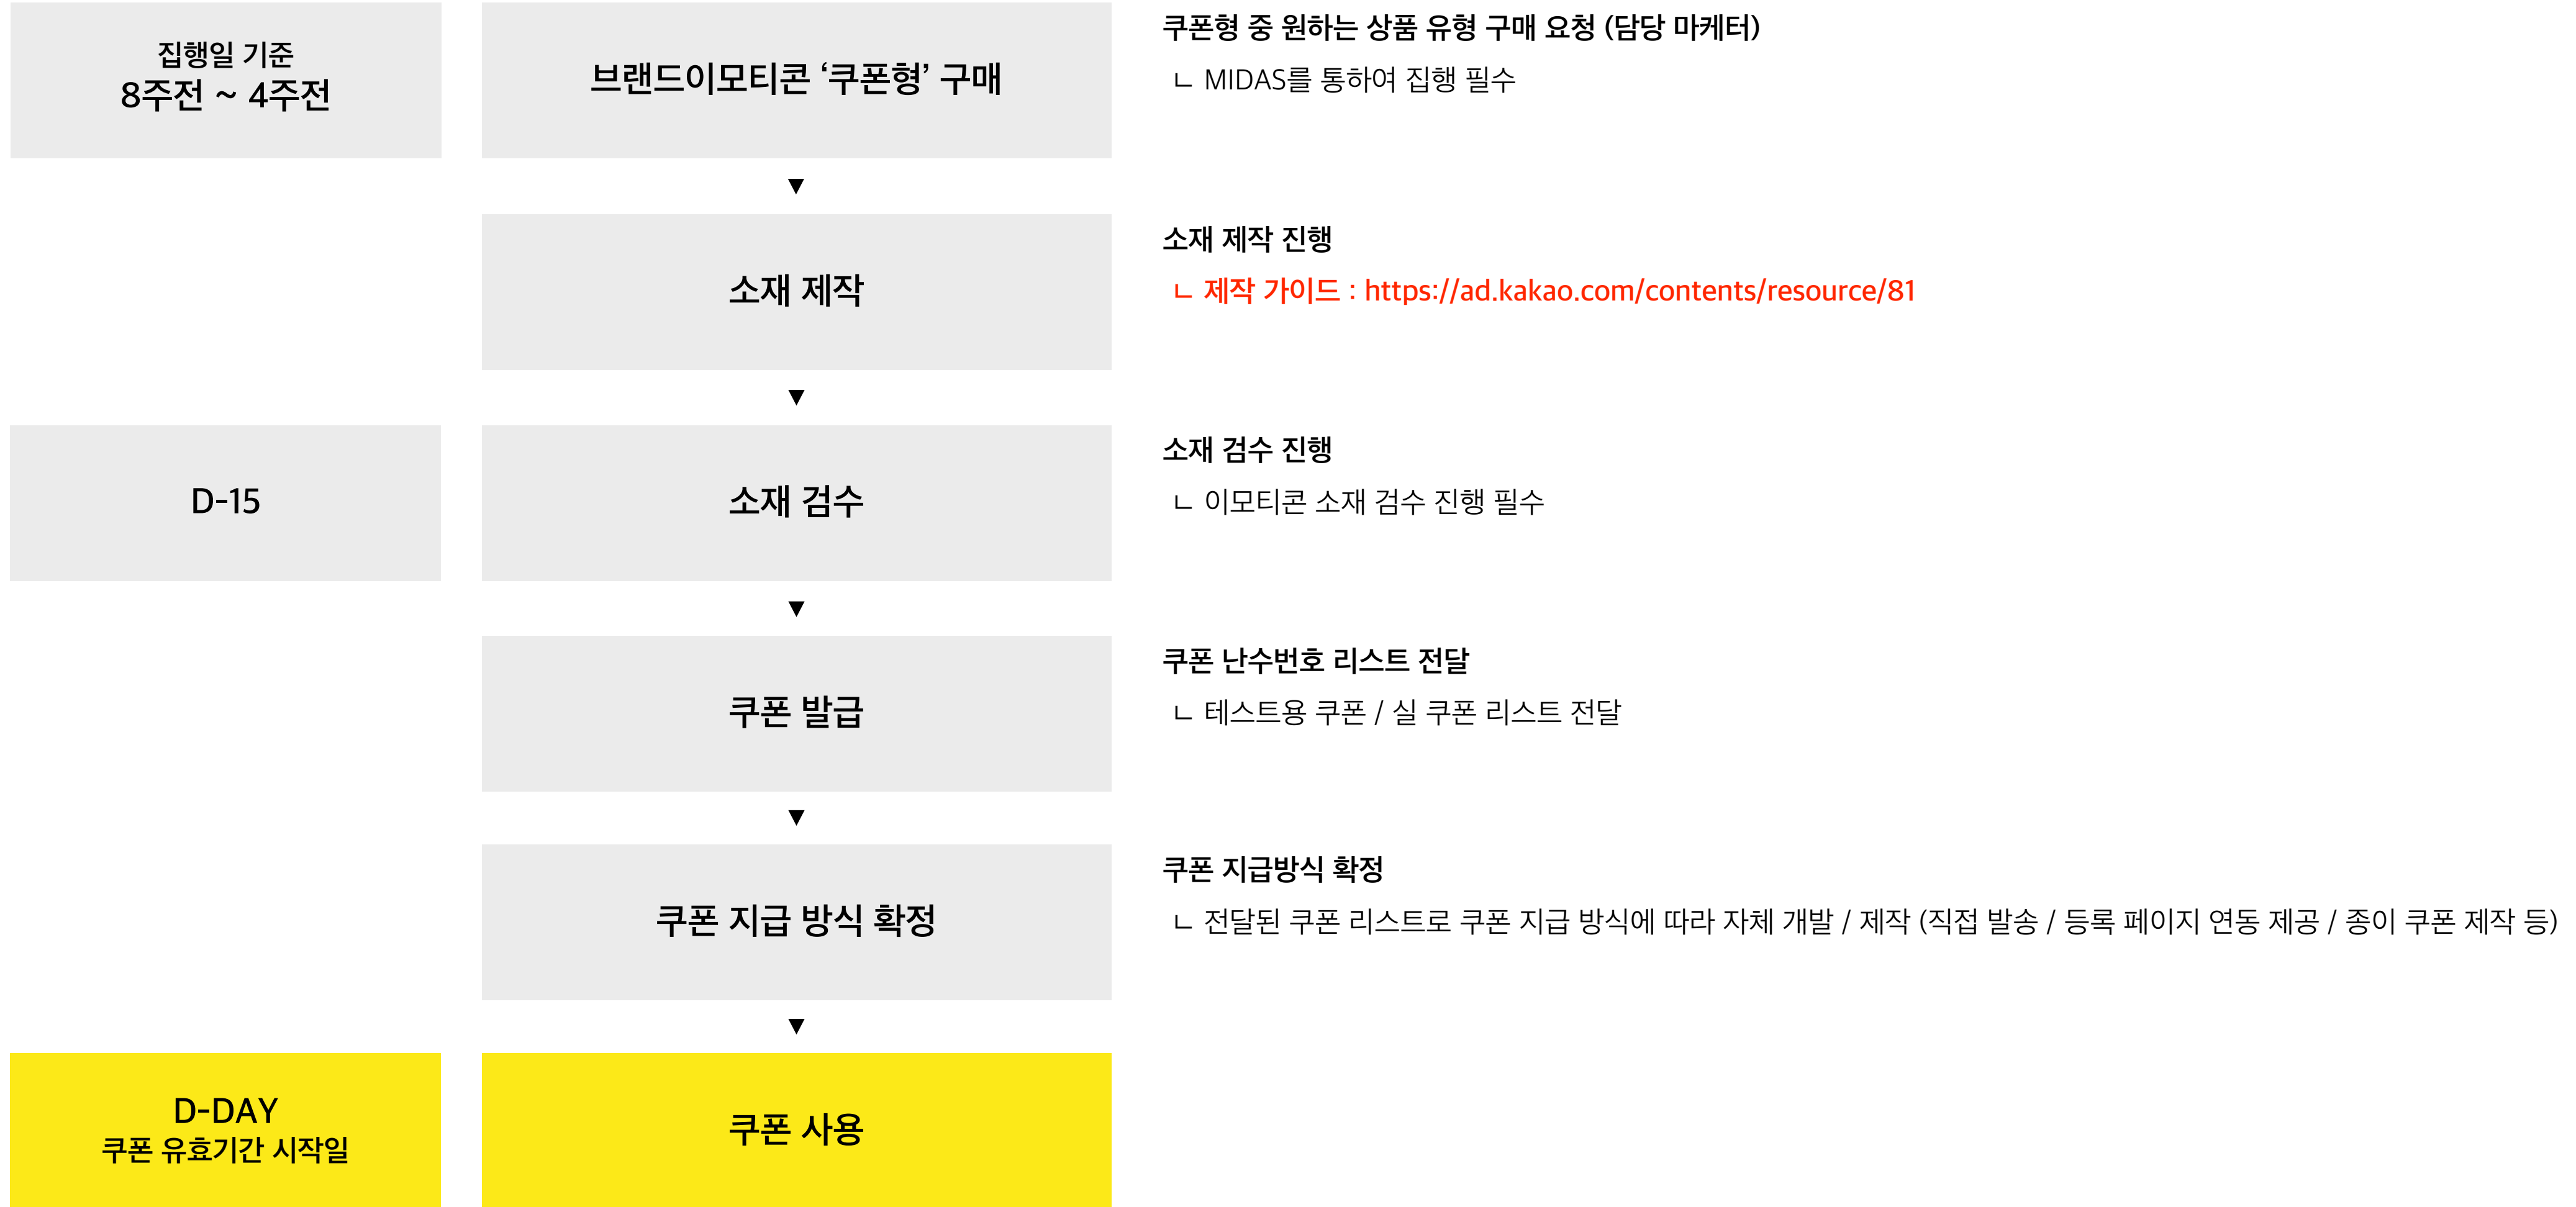 집행일 기준
8주전 ~ 4주전
브랜드이모티콘 ‘쿠폰형’ 구매
쿠폰형 중 원하는 상품 유형 구매 요청 (담당 마케터)
ㄴ MIDAS를 통하여 집행 필수
▼
소재 제작
소재 제작 진행
ㄴ 제작 가이드 : https://ad.kakao.com/contents/resource/81
▼
D-15
소재 검수
소재 검수 진행
ㄴ 이모티콘 소재 검수 진행 필수
▼
쿠폰 발급
쿠폰 난수번호 리스트 전달
ㄴ 테스트용 쿠폰 / 실 쿠폰 리스트 전달
▼
쿠폰 지급 방식 확정
쿠폰 지급방식 확정
ㄴ 전달된 쿠폰 리스트로 쿠폰 지급 방식에 따라 자체 개발 / 제작 (직접 발송 / 등록 페이지 연동 제공 / 종이 쿠폰 제작 등)
▼
D-DAY
쿠폰 유효기간 시작일
쿠폰 사용